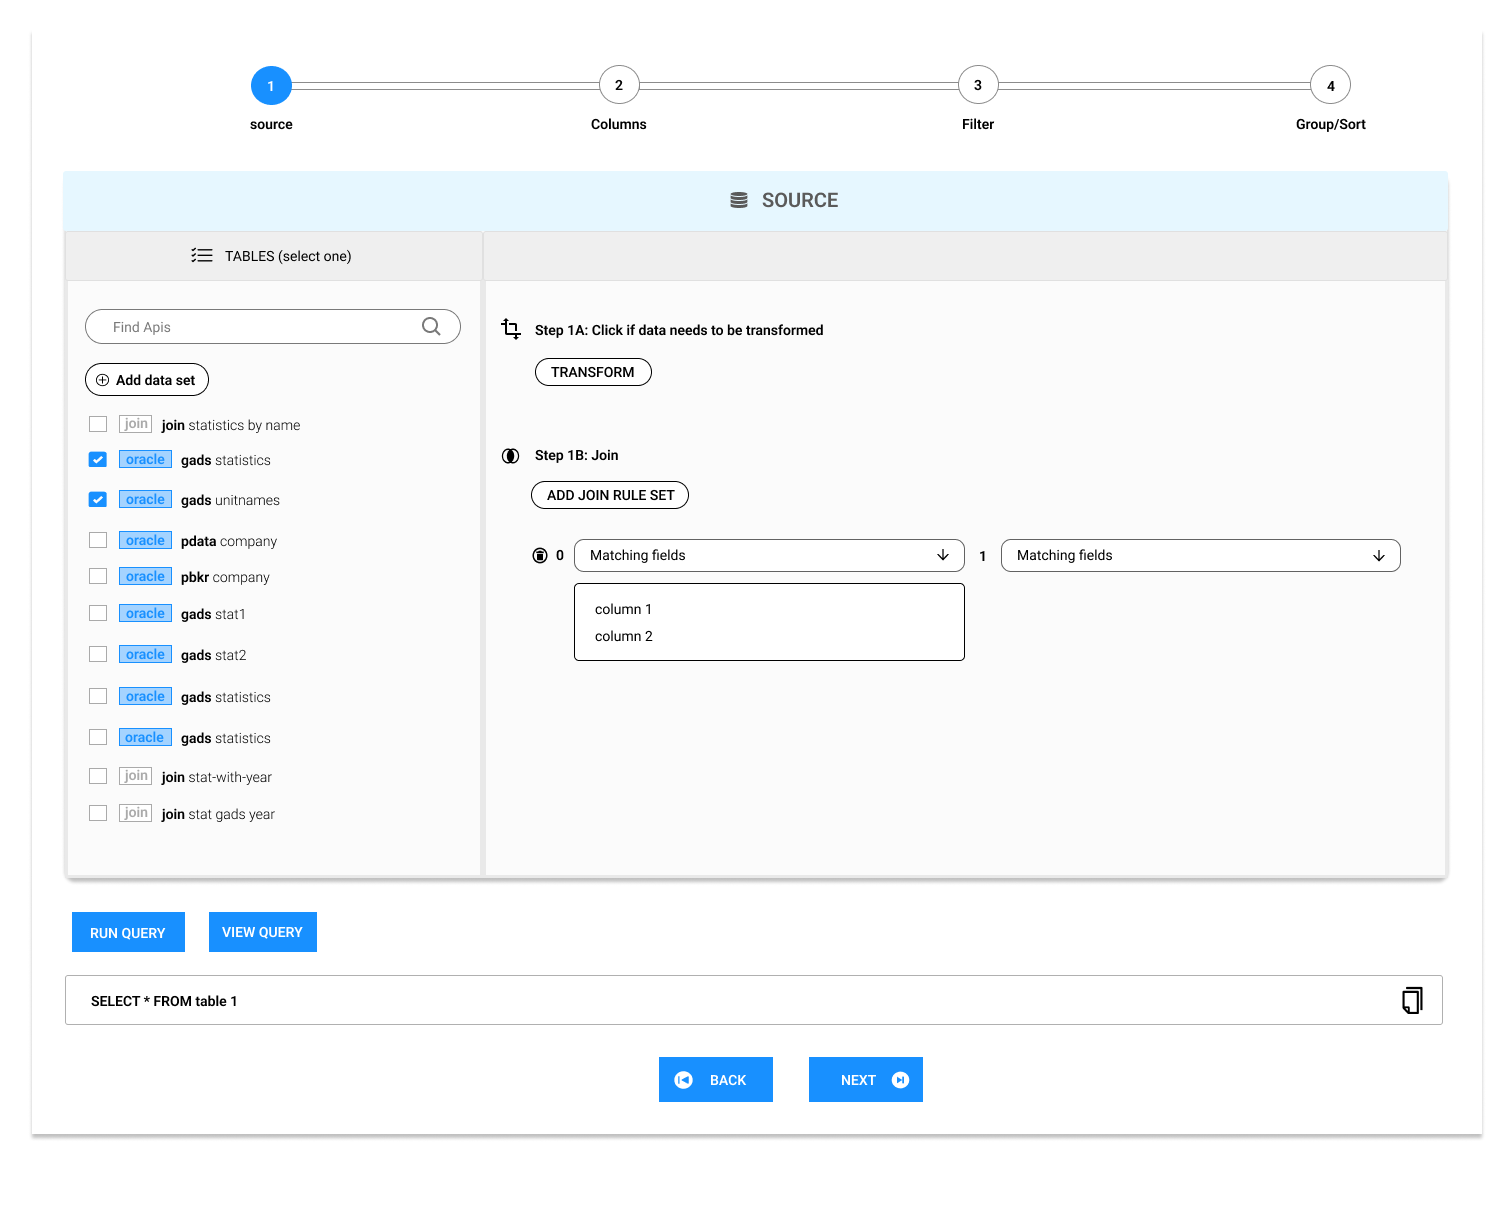 1 2 3 4
source Columns Filter Group/Sort
SOURCE
TABLES (select one)
Find Apis
Add data set
join join statistics by name
oracle gads statistics
oracle gads unitnames
oracle pdata company
oracle pbkr company
oracle gads stat1
oracle gads stat2
oracle gads statistics
oracle gads statistics
join join stat-with-year
join join stat gads year
Step 1A: Click if data needs to be transformed
TRANSFORM
Step 1B: Join
ADD JOIN RULE SET
0 Matching fields 1 Matching fields
column 1
column 2
RUN QUERY VIEW QUERY
SELECT * FROM table 1
BACK NEXT